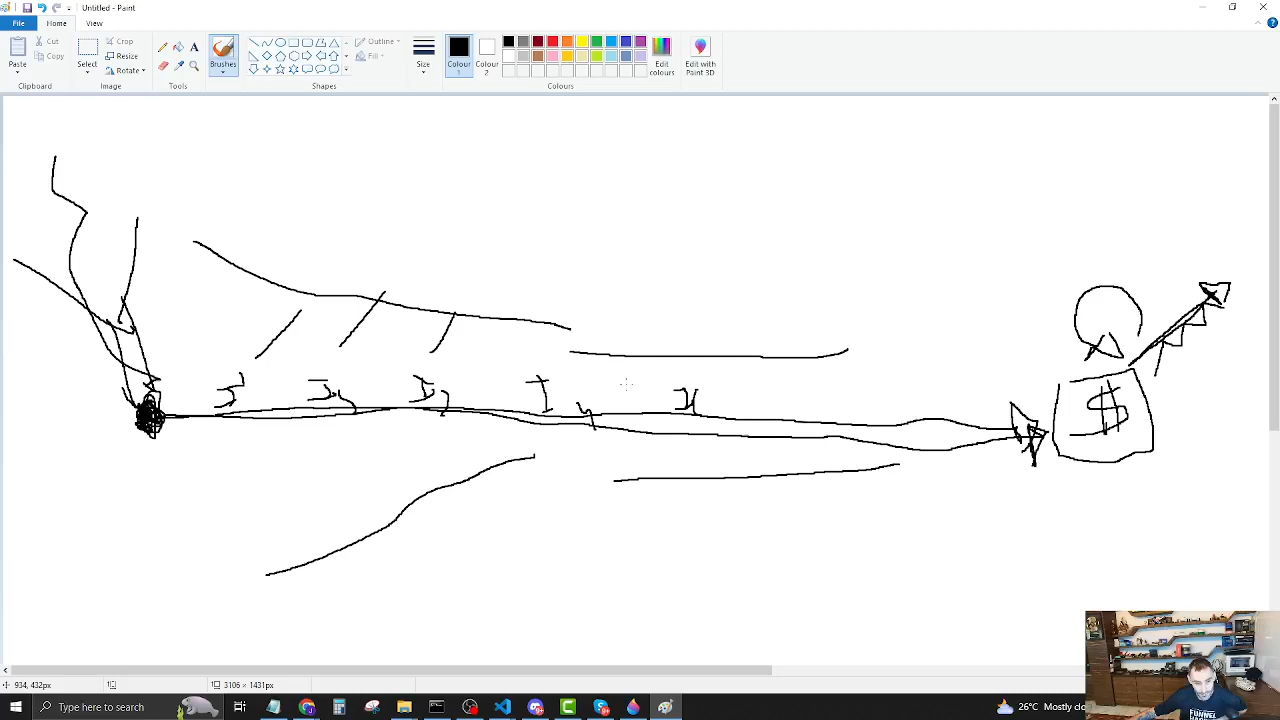 Untitled - Paint
File
Home
View
Paste
Cut
Copy
Clipboard
Select
Crop
Resize
Rotate
Image
A
Tools
Brushes
Outline
Fill
Shapes
Size
Colour
1
Colour
2
Edit
colours
Edit with
Paint 3D
Colours
$
934, 432px
3106 × 1431px
Type here to search
26°C Mostly
FUNNEL